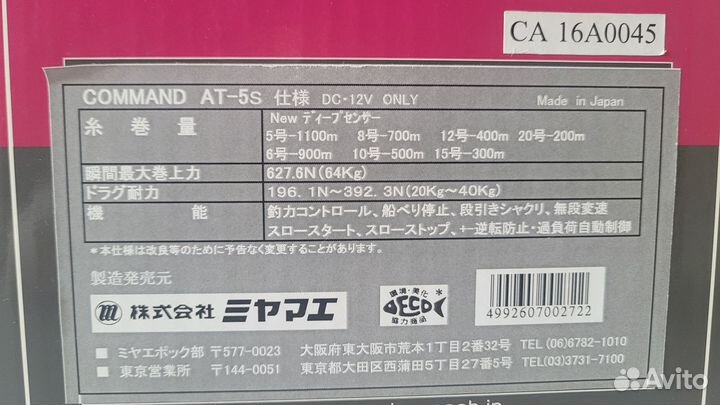 CA 16A0045
COMMAND AT-5S 仕様 DC・12V ONLY Made in Japan
糸巻量
New ディープセンサー
5号-1100m 8号-700m 12号-400m 20号-200m
6号-900m 10号-500m 15号-300m
瞬間最大巻上力 627.6N(64Kg)
ドラグ耐力 196.1N～392.3N(20Kg～40Kg)
機能 釣力コントロール、船べり停止、段引きシャクリ、無段変速
スロースタート、スローストップ、+-逆転防止・過負荷自動制御
*本仕様は改良等のために予告なく変更することがあります。
製造発売元
m 株式会社 ミヤマエ
環境・美化
ECO
協力商品
4992607002722
■ ミヤエポック部 〒577-0023 大阪府東大阪市荒本1丁目2番32号 TEL(06)6782-1010
■ 東京営業所 〒144-0051 東京都大田区西蒲田5丁目27番5号 TEL(03)3731-7100
Avito